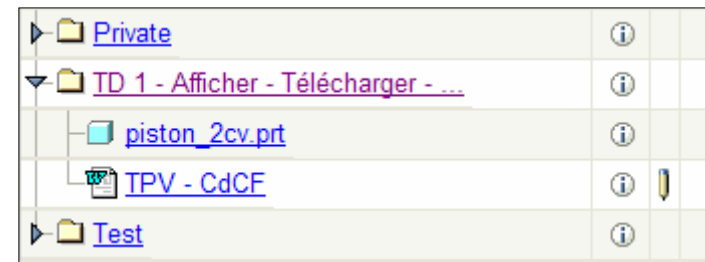 Private
TD 1 - Afficher - Télécharger - ...
piston_2cv.prt
TPV - CdCF
Test